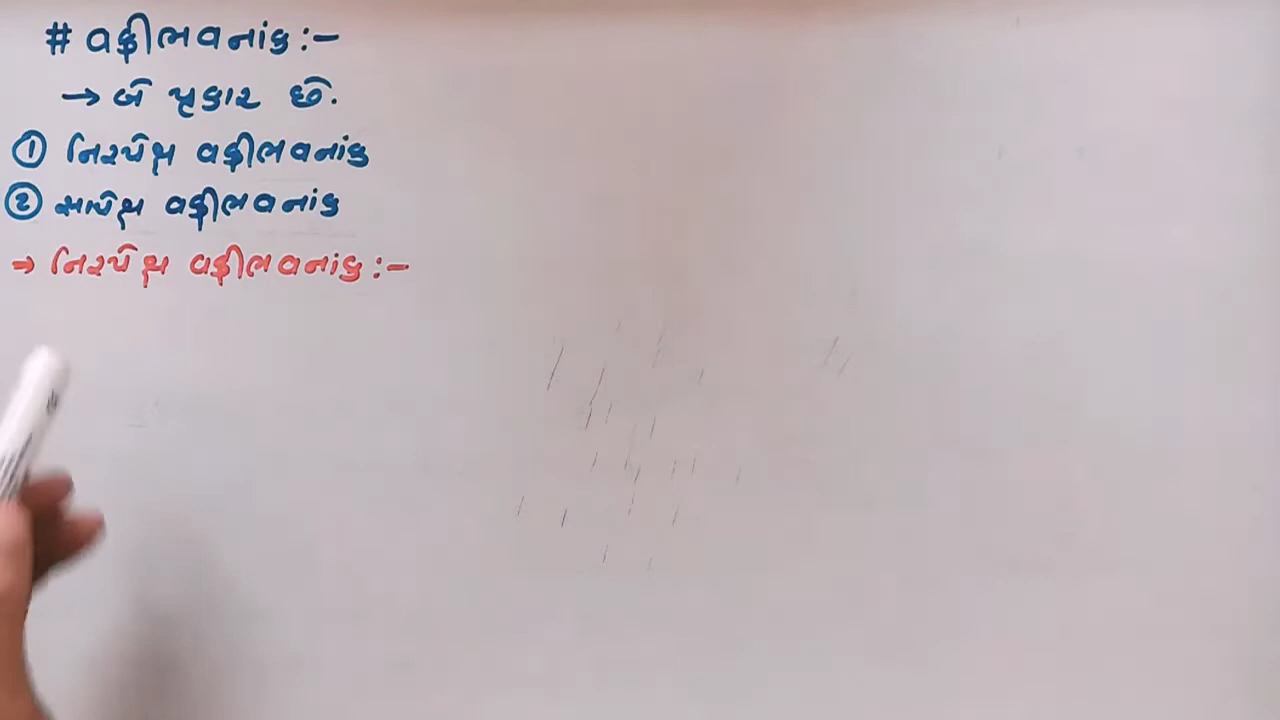 # વક્રીભવનાંક :-
→ બે પ્રકાર છે.
① નિરપેક્ષ વક્રીભવનાંક
② સાપેક્ષ વક્રીભવનાંક
→ નિરપેક્ષ વક્રીભવનાંક :-